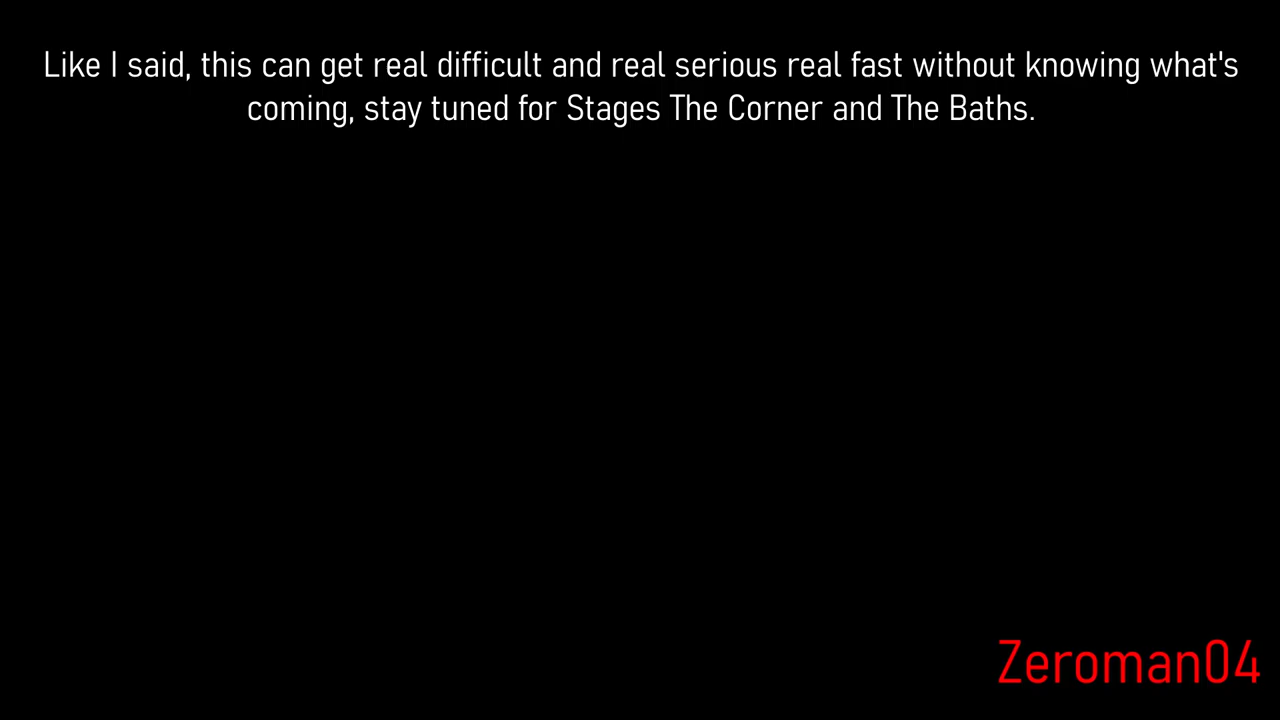 Like I said, this can get real difficult and real serious real fast without knowing what's
coming, stay tuned for Stages The Corner and The Baths.
Zeroman04